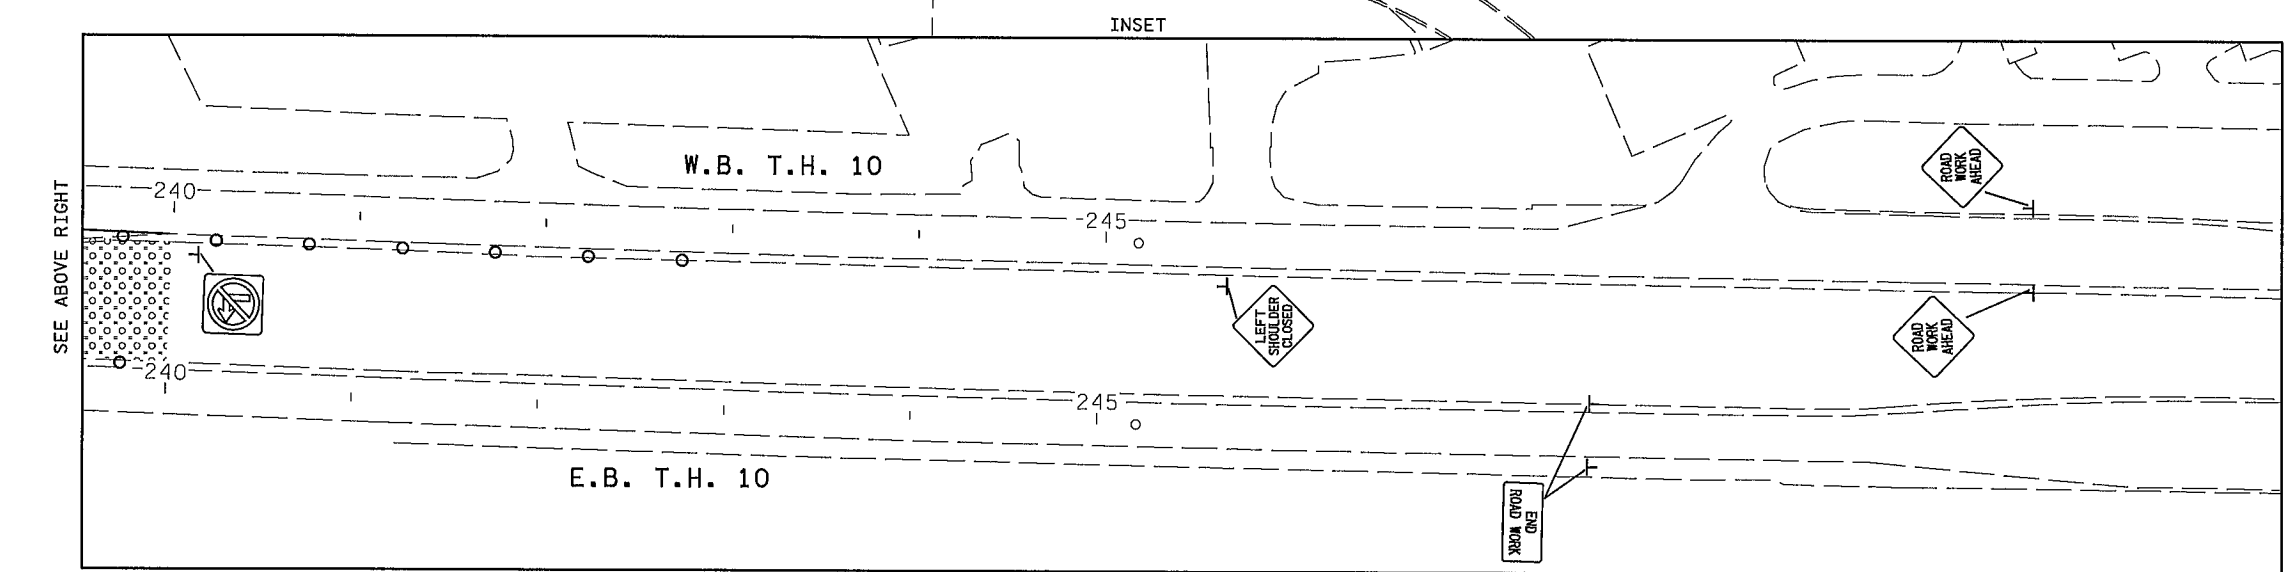 INSET
SEE ABOVE RIGHT
W.B. T.H. 10
240
245
ROAD
WORK
AHEAD
LEFT
SHOULDER
CLOSED
ROAD
WORK
AHEAD
240
245
E.B. T.H. 10
END
ROAD WORK